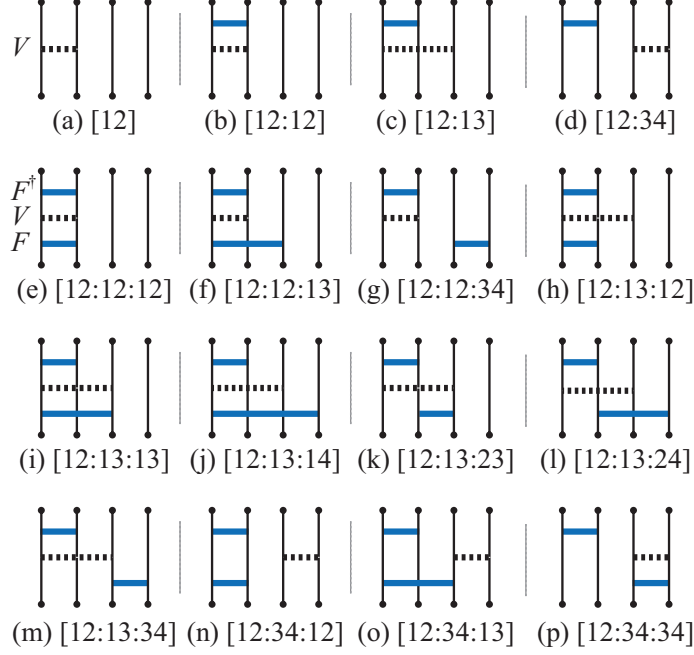 V
(a) [12] (b) [12:12] (c) [12:13] (d) [12:34]
F†
V
F
(e) [12:12:12] (f) [12:12:13] (g) [12:12:34] (h) [12:13:12]
(i) [12:13:13] (j) [12:13:14] (k) [12:13:23] (l) [12:13:24]
(m) [12:13:34] (n) [12:34:12] (o) [12:34:13] (p) [12:34:34]